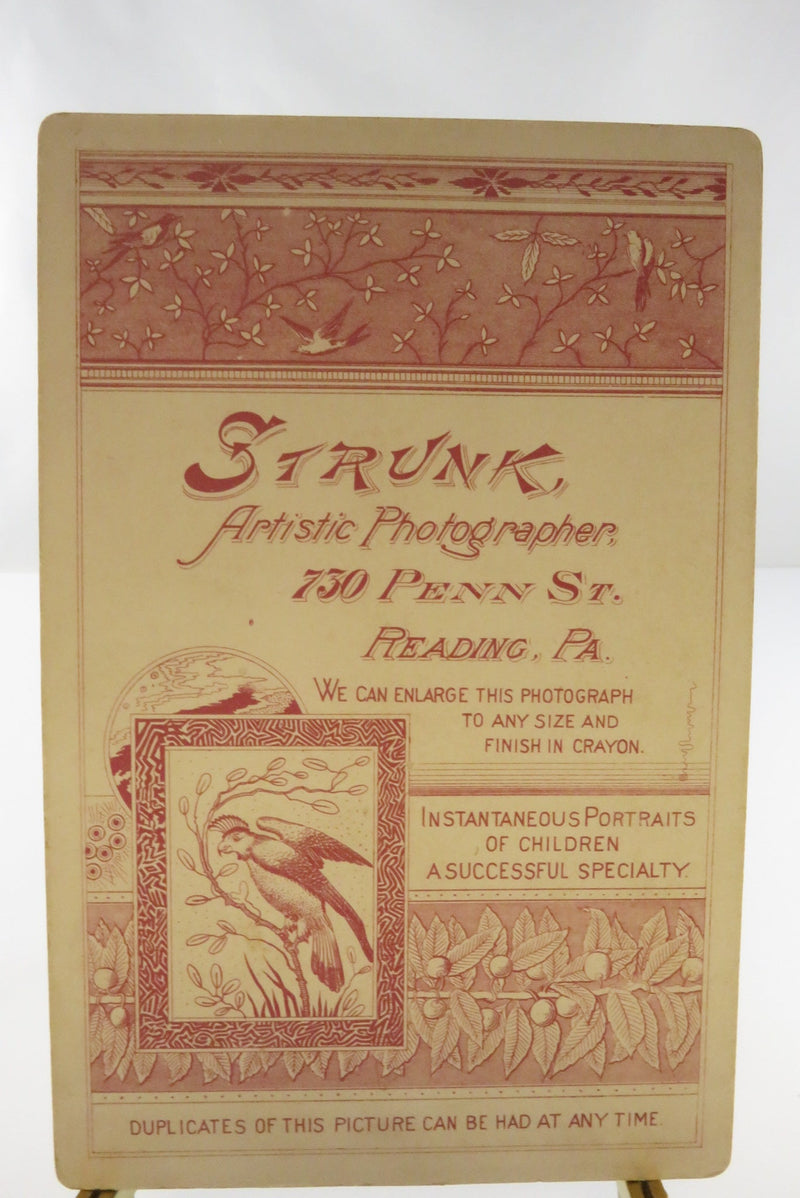 STRUNK,
Artistic Photographer,
730 PENN ST.
READING, PA.
WE CAN ENLARGE THIS PHOTOGRAPH
TO ANY SIZE AND
FINISH IN CRAYON.
INSTANTANEOUS PORTRAITS
OF CHILDREN
A SUCCESSFUL SPECIALTY.
DUPLICATES OF THIS PICTURE CAN BE HAD AT ANY TIME.